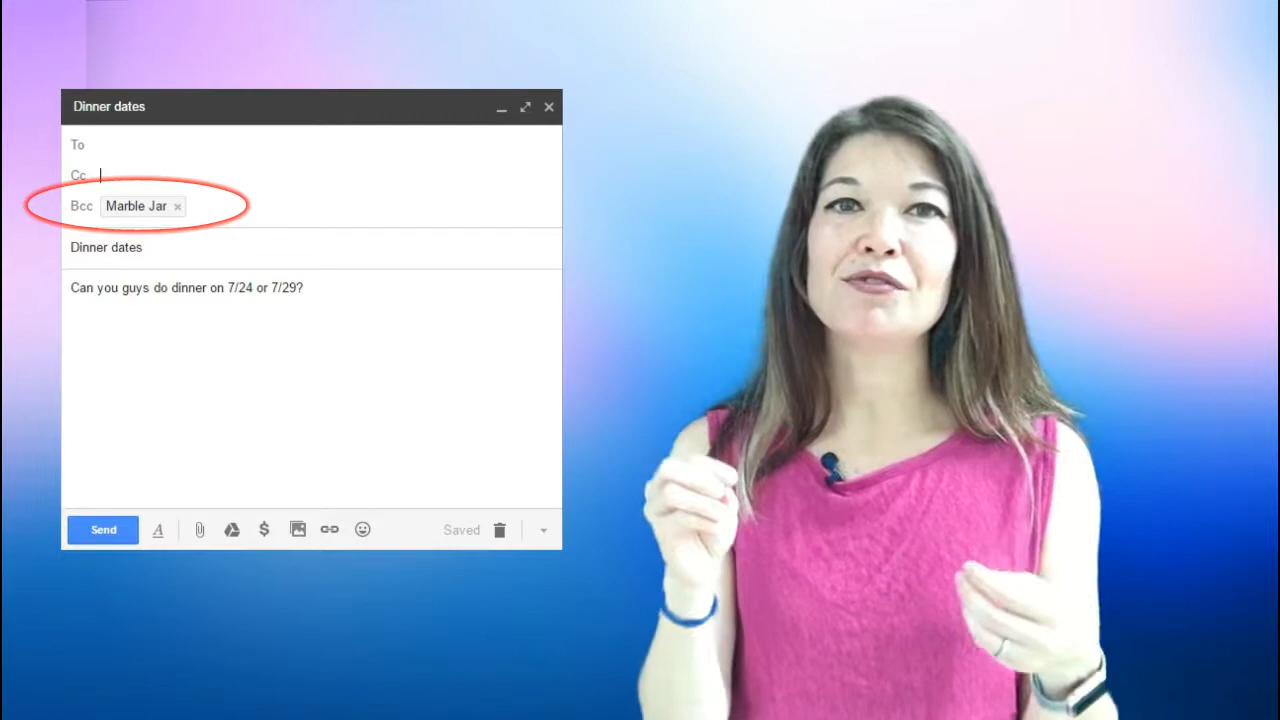 Dinner dates
To
Cc
Bcc Marble Jar ×
Dinner dates
Can you guys do dinner on 7/24 or 7/29?
Send A $ Saved